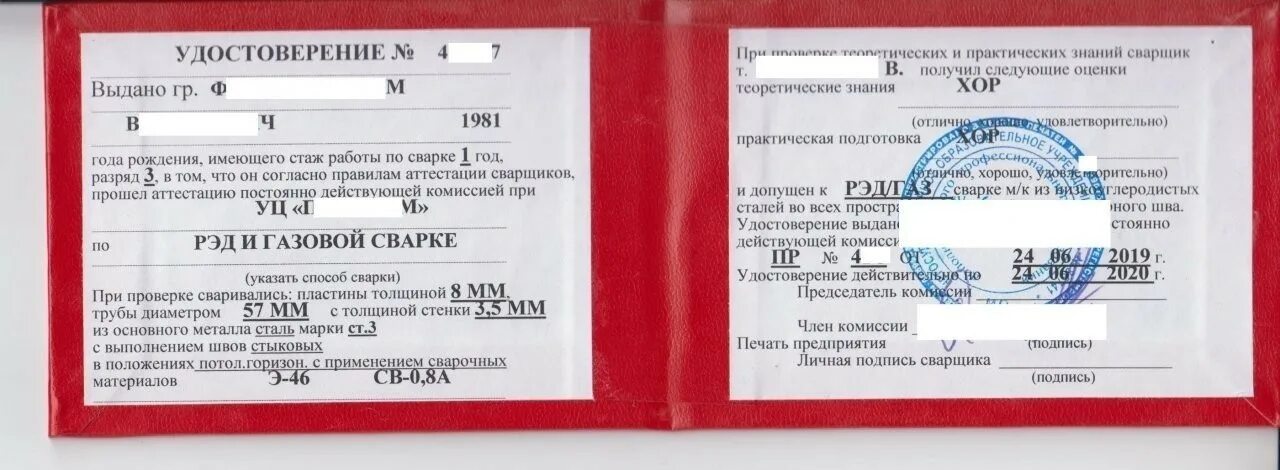 УДОСТОВЕРЕНИЕ № 4 7
Выдано гр. Ф М
В Ч 1981
года рождения, имеющего стаж работы по сварке 1 год,
разряд 3, в том, что он согласно правилам аттестации сварщиков,
прошел аттестацию постоянно действующей комиссией при
УЦ «П М»
по РЭД И ГАЗОВОЙ СВАРКЕ
(указать способ сварки)
При проверке сваривались: пластины толщиной 8 ММ,
трубы диаметром 57 ММ с толщиной стенки 3,5 ММ
из основного металла сталь марки ст.3
с выполнением швов стыковых
в положениях потол.горизон. с применением сварочных
материалов Э-46 СВ-0,8А
При проверке теоретических и практических знаний сварщик
т. В. получил следующие оценки
теоретические знания ХОР
(отлично, хорошо, удовлетворительно)
практическая подготовка ХОР
(отлично, хорошо, удовлетворительно)
и допущен к РЭД/ГАЗ сварке м/к из низкоуглеродистых
сталей во всех простра рного шва.
Удостоверение выдано стоянно
действующей комисси
ПР № 4 ОТ 24 06 2019 г.
Удостоверение действительно по 24 06 2020 г.
Председатель комиссии
Член комиссии
Печать предприятия (подпись)
Личная подпись сварщика
(подпись)